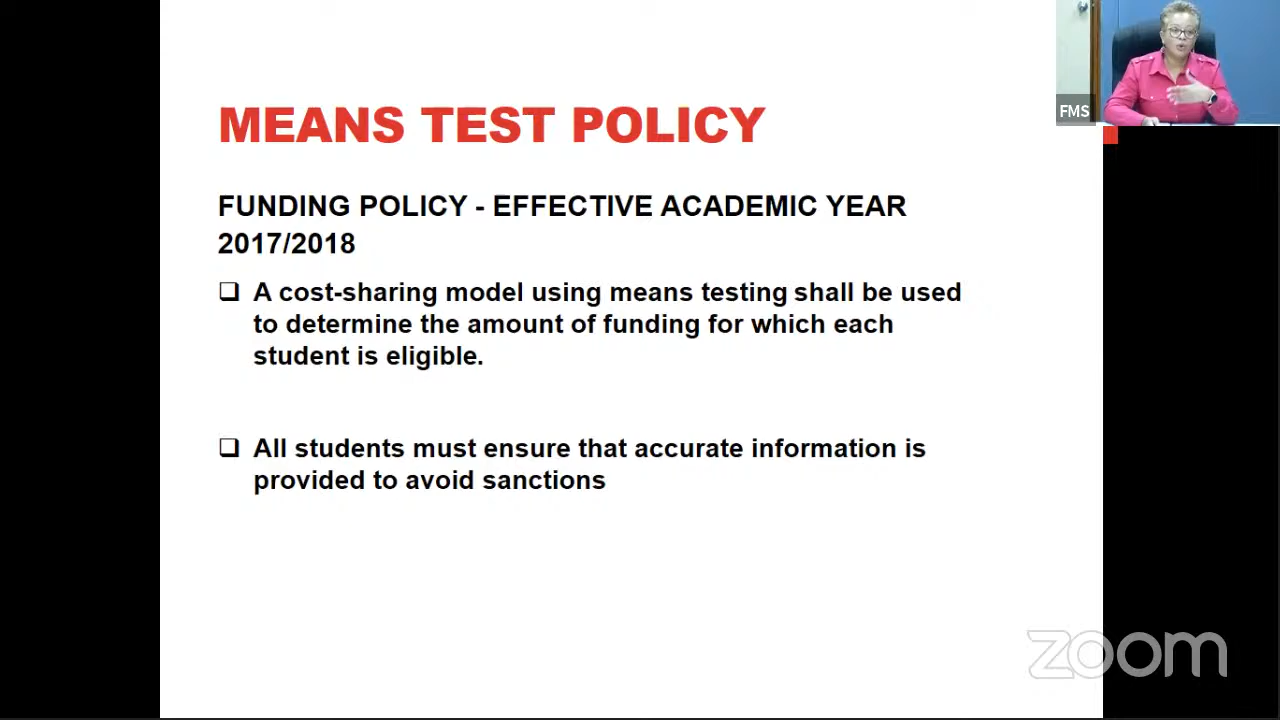 MEANS TEST POLICY
FUNDING POLICY - EFFECTIVE ACADEMIC YEAR
2017/2018
A cost-sharing model using means testing shall be used
to determine the amount of funding for which each
student is eligible.
All students must ensure that accurate information is
provided to avoid sanctions
FMS
zoom